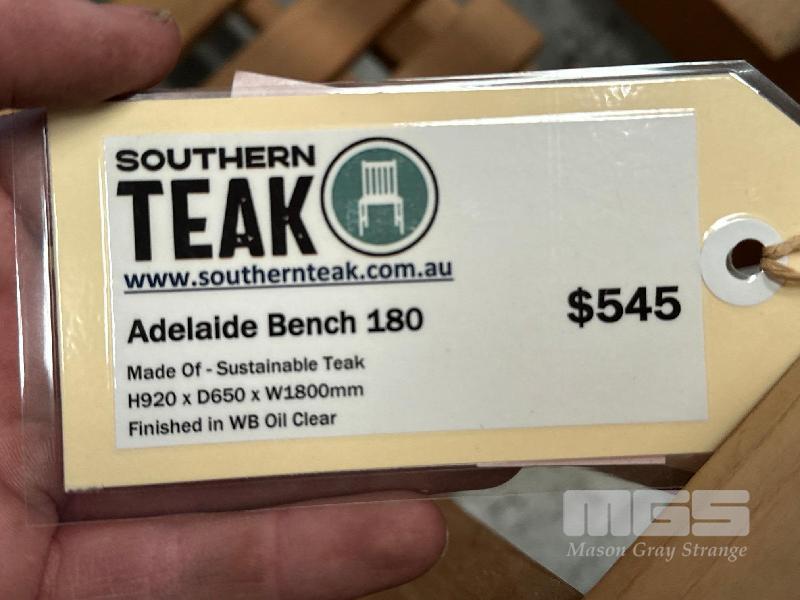 SOUTHERN
TEAK
www.southernteak.com.au
Adelaide Bench 180
$545
Made Of - Sustainable Teak
H920 x D650 x W1800mm
Finished in WB Oil Clear
MGS
Mason Gray Strange